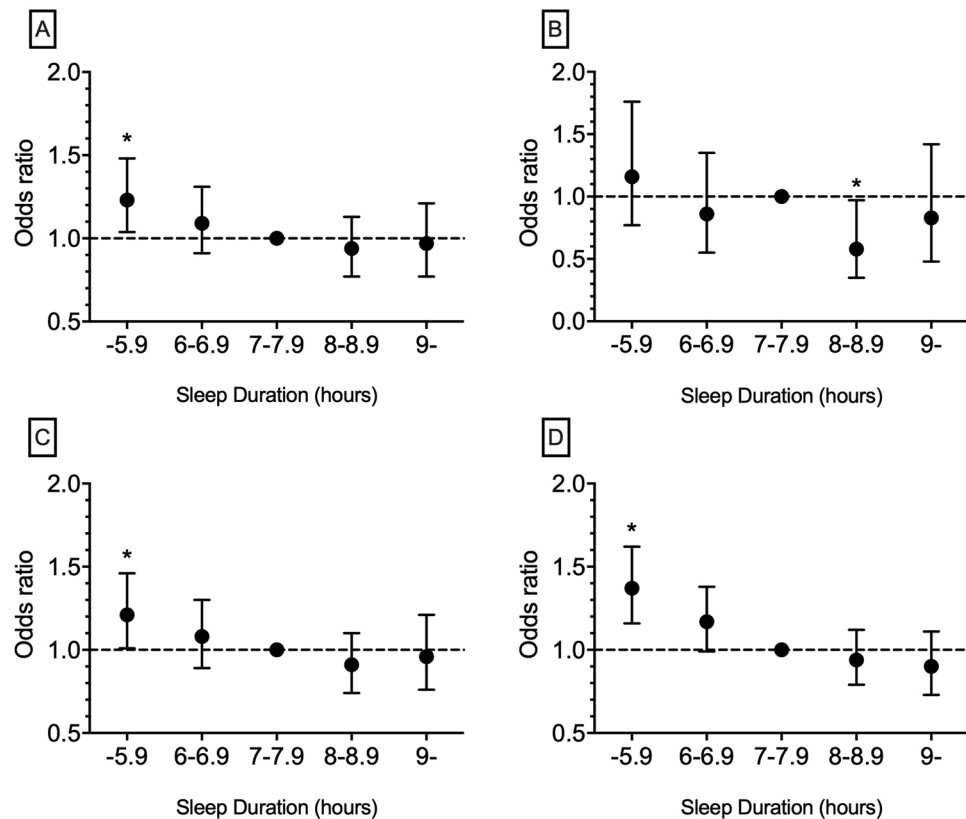 A
2.0
1.5
1.0
0.5
Odds ratio
*
-5.9 6-6.9 7-7.9 8-8.9 9-
Sleep Duration (hours)
B
2.0
1.5
1.0
0.5
0.0
Odds ratio
*
-5.9 6-6.9 7-7.9 8-8.9 9-
Sleep Duration (hours)
C
2.0
1.5
1.0
0.5
Odds ratio
*
-5.9 6-6.9 7-7.9 8-8.9 9-
Sleep Duration (hours)
D
2.0
1.5
1.0
0.5
Odds ratio
*
-5.9 6-6.9 7-7.9 8-8.9 9-
Sleep Duration (hours)